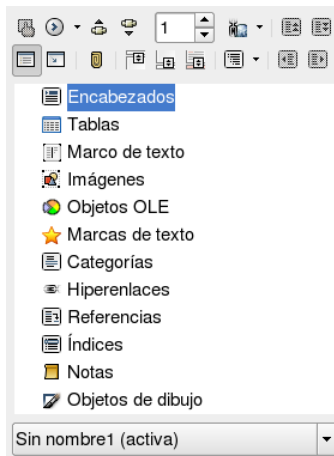 1
Encabezados
Tablas
Marco de texto
Imágenes
Objetos OLE
Marcas de texto
Categorías
Hiperenlaces
Referencias
Índices
Notas
Objetos de dibujo
Sin nombre1 (activa)